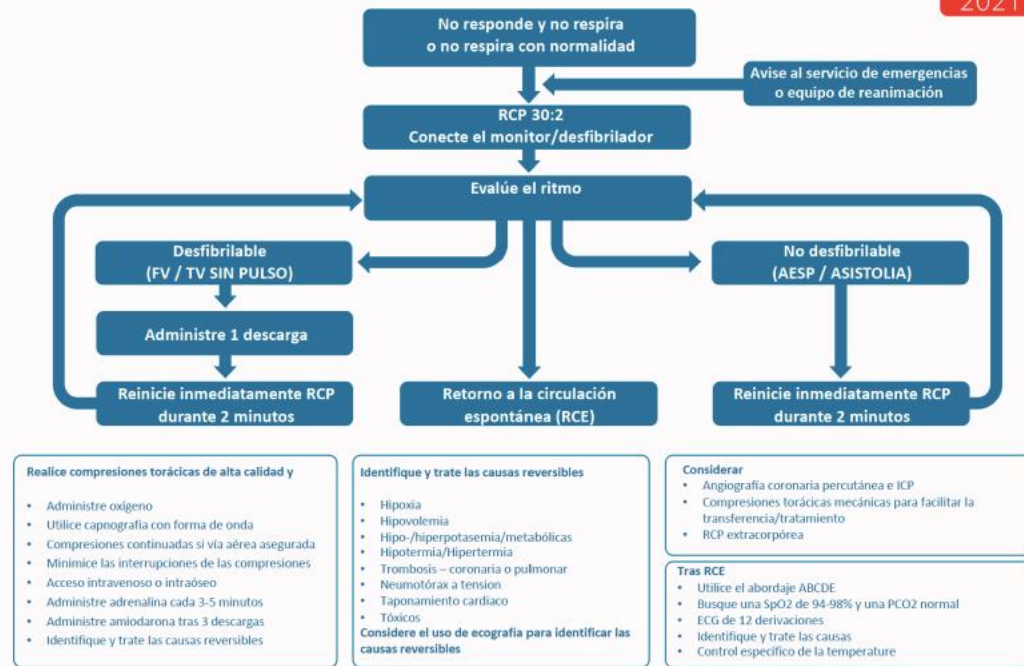 2021
No responde y no respira
o no respira con normalidad
Avise al servicio de emergencias
o equipo de reanimación
RCP 30:2
Conecte el monitor/desfibrilador
Evalúe el ritmo
Desfibrilable
(FV / TV SIN PULSO)
No desfibrilable
(AESP / ASISTOLIA)
Administre 1 descarga
Reinicie inmediatamente RCP
durante 2 minutos
Retorno a la circulación
espontánea (RCE)
Reinicie inmediatamente RCP
durante 2 minutos
Realice compresiones torácicas de alta calidad y
• Administre oxígeno
• Utilice capnografía con forma de onda
• Compresiones continuadas si vía aérea asegurada
• Minimice las interrupciones de las compresiones
• Acceso intravenoso o intraóseo
• Administre adrenalina cada 3-5 minutos
• Administre amiodarona tras 3 descargas
• Identifique y trate las causas reversibles
Identifique y trate las causas reversibles
• Hipoxia
• Hipovolemia
• Hipo-/hiperpotasemia/metabólicas
• Hipotermia/Hipertermia
• Trombosis – coronaria o pulmonar
• Neumotórax a tension
• Taponamiento cardiaco
• Tóxicos
Considere el uso de ecografía para identificar las
causas reversibles
Considerar
• Angiografía coronaria percutánea e ICP
• Compresiones torácicas mecánicas para facilitar la
transferencia/tratamiento
• RCP extracorpórea
Tras RCE
• Utilice el abordaje ABCDE
• Busque una SpO2 de 94-98% y una PCO2 normal
• ECG de 12 derivaciones
• Identifique y trate las causas
• Control específico de la temperature